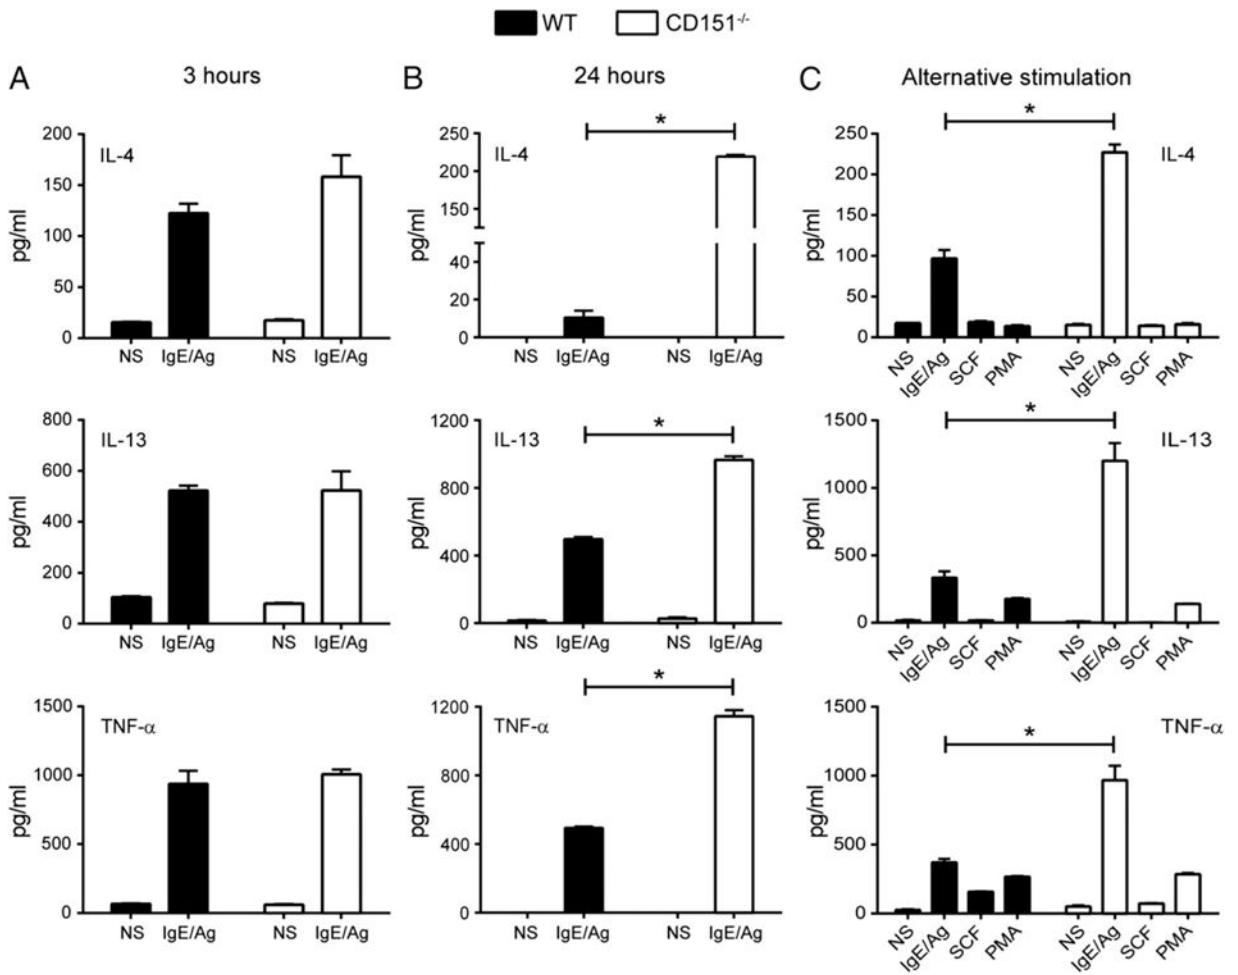 WT CD151-/-
A 3 hours B 24 hours C Alternative stimulation
200
150
100
50
0
pg/ml
IL-4
NS IgE/Ag NS IgE/Ag
250
200
150
40
20
0
pg/ml
IL-4
*
NS IgE/Ag NS IgE/Ag
250
200
150
100
50
0
pg/ml
IL-4
*
NS IgE/Ag SCF PMA NS IgE/Ag SCF PMA
800
600
400
200
0
pg/ml
IL-13
NS IgE/Ag NS IgE/Ag
1200
800
400
0
pg/ml
IL-13
*
NS IgE/Ag NS IgE/Ag
1500
1000
500
0
pg/ml
IL-13
*
NS IgE/Ag SCF PMA NS IgE/Ag SCF PMA
1500
1000
500
0
pg/ml
TNF-α
NS IgE/Ag NS IgE/Ag
1200
800
400
0
pg/ml
TNF-α
*
NS IgE/Ag NS IgE/Ag
1500
1000
500
0
pg/ml
TNF-α
*
NS IgE/Ag SCF PMA NS IgE/Ag SCF PMA